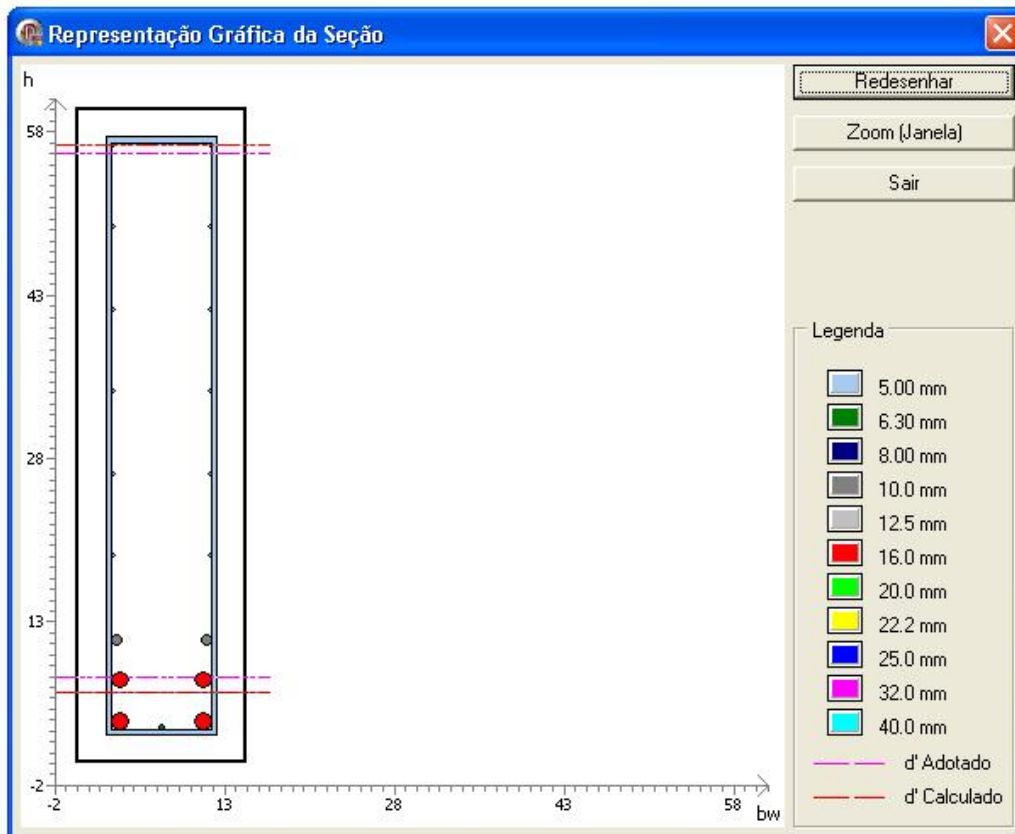 Representação Gráfica da Seção
h
58
43
28
13
-2
-2
13
28
43
58
bw
Redesenhar
Zoom (Janela)
Sair
Legenda
5.00 mm
6.30 mm
8.00 mm
10.0 mm
12.5 mm
16.0 mm
20.0 mm
22.2 mm
25.0 mm
32.0 mm
40.0 mm
d' Adotado
d' Calculado